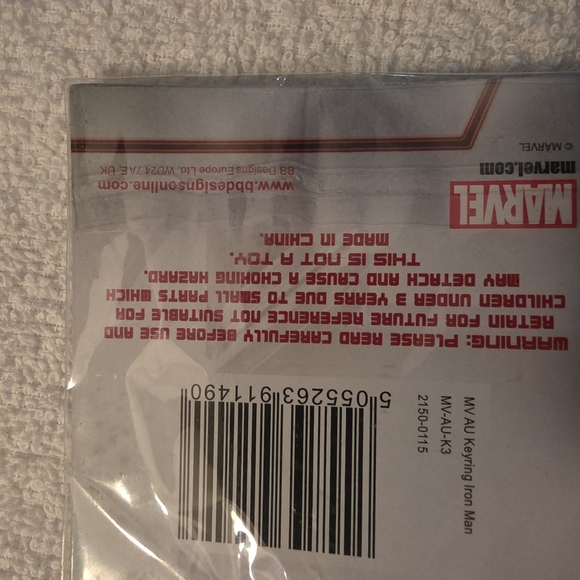 WARNING: PLEASE READ CAREFULLY BEFORE USE AND
RETAIN FOR FUTURE REFERENCE NOT SUITABLE FOR
CHILDREN UNDER 3 YEARS DUE TO SMALL PARTS WHICH
MAY DETACH AND CAUSE A CHOKING HAZARD.
THIS IS NOT A TOY.
MADE IN CHINA.
MARVEL
marvel.com
© MARVEL
www.bbdesignsonline.com
BB Designs Europe Ltd, WD24 7AE-UK
5 055263 911490
MV AU Keyring Iron Man
MV-AU-K3
2150-0115